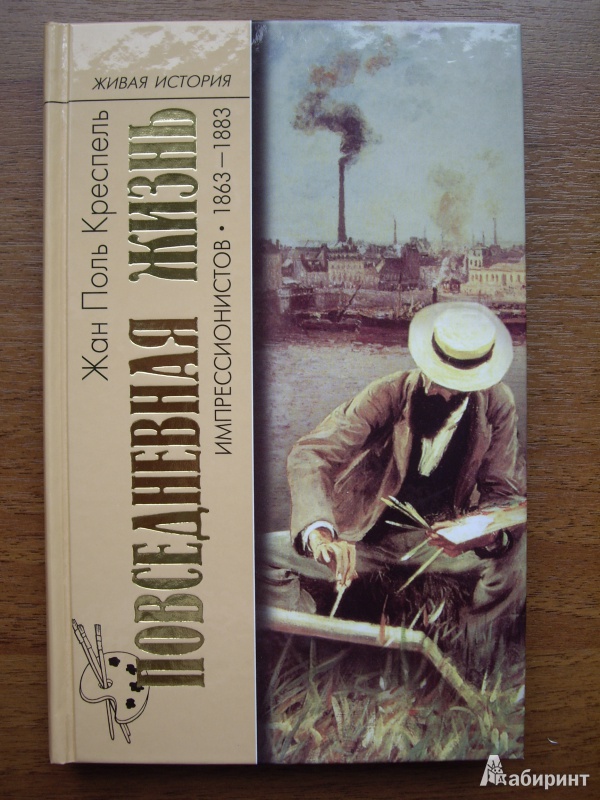 ЖИВАЯ ИСТОРИЯ
Жан Поль Креспель
ПОВСЕДНЕВНАЯ ЖИЗНЬ
ИМПРЕССИОНИСТОВ • 1863—1883
Лабиринт